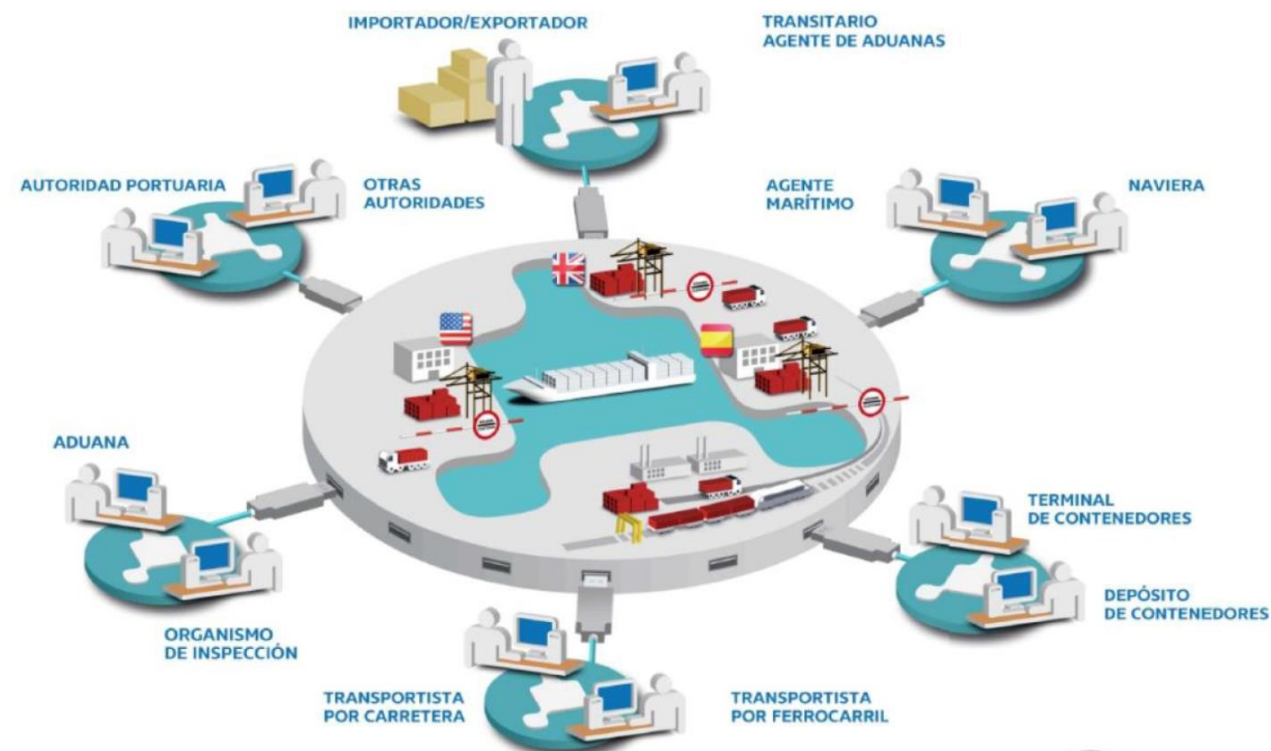 IMPORTADOR/EXPORTADOR
TRANSITARIO
AGENTE DE ADUANAS
AUTORIDAD PORTUARIA
OTRAS
AUTORIDADES
AGENTE
MARÍTIMO
NAVIERA
ADUANA
ORGANISMO
DE INSPECCIÓN
TERMINAL
DE CONTENEDORES
DEPÓSITO
DE CONTENEDORES
TRANSPORTISTA
POR CARRETERA
TRANSPORTISTA
POR FERROCARRIL